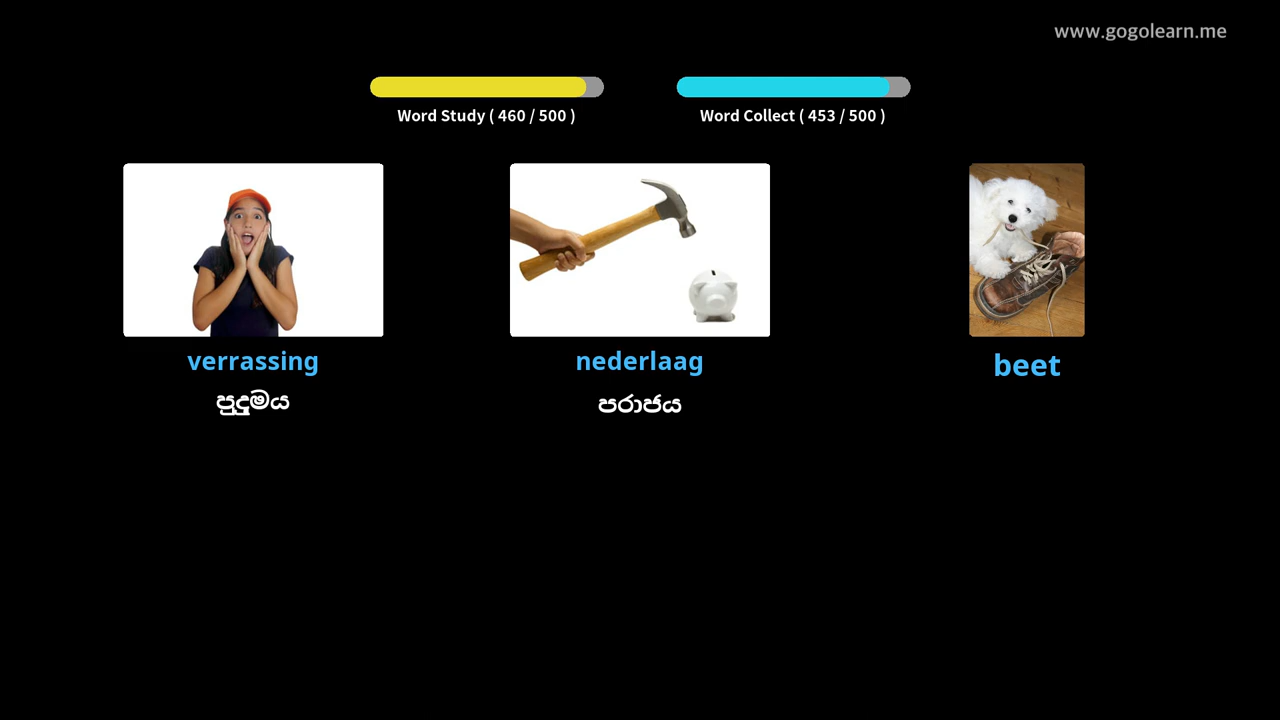 www.gogolearn.me
Word Study ( 460 / 500 )
Word Collect ( 453 / 500 )
verrassing
nederlaag
beet
පුදුමය
පරාජය